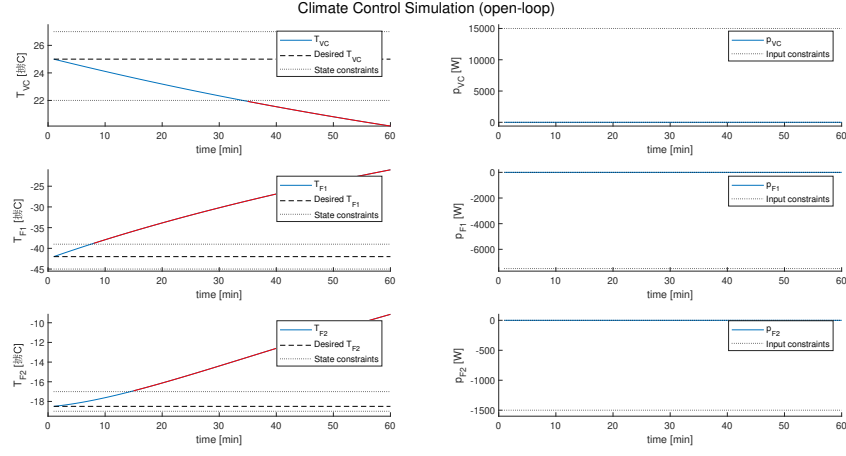 Climate Control Simulation (open-loop)
T_VC [搁C]
26
24
22
0 10 20 30 40 50 60
time [min]
T_VC
Desired T_VC
State constraints
p_VC [W]
15000
10000
5000
0
0 10 20 30 40 50 60
time [min]
p_VC
Input constraints
T_F1 [搁C]
-25
-30
-35
-40
-45
0 10 20 30 40 50 60
time [min]
T_F1
Desired T_F1
State constraints
p_F1 [W]
0
-2000
-4000
-6000
0 10 20 30 40 50 60
time [min]
p_F1
Input constraints
T_F2 [搁C]
-10
-12
-14
-16
-18
0 10 20 30 40 50 60
time [min]
T_F2
Desired T_F2
State constraints
p_F2 [W]
0
-500
-1000
-1500
0 10 20 30 40 50 60
time [min]
p_F2
Input constraints